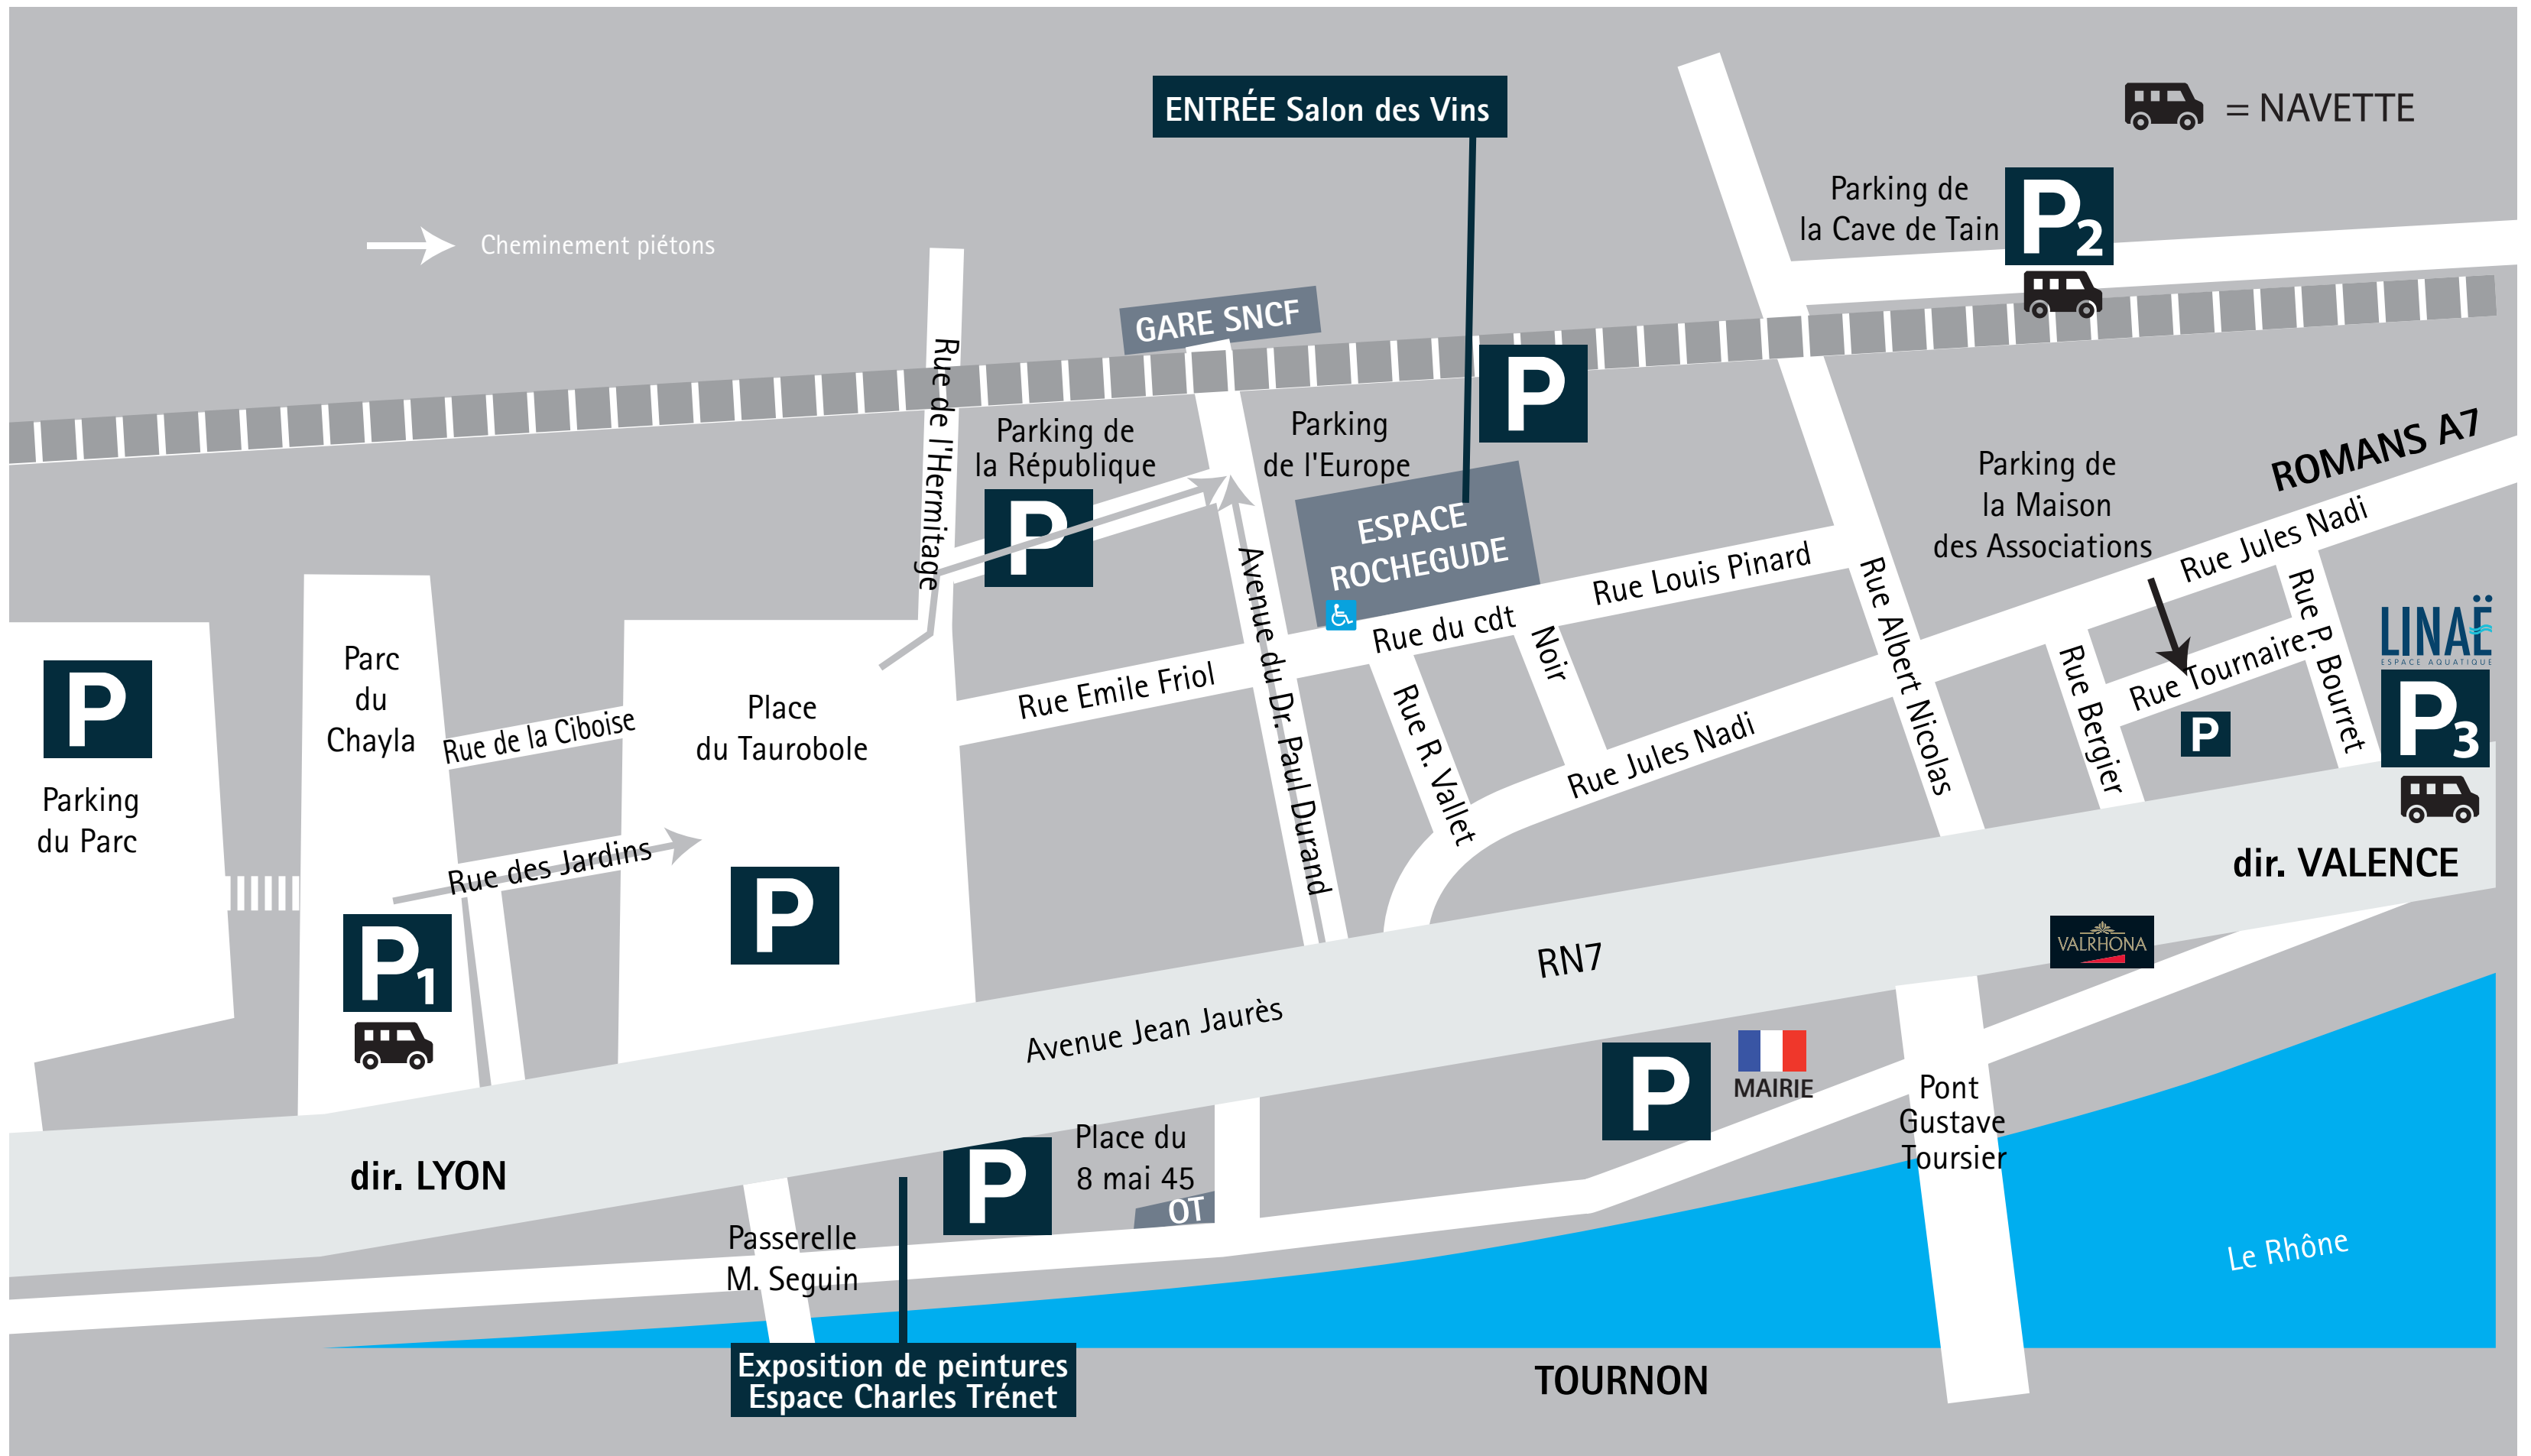 ENTRÉE Salon des Vins
= NAVETTE
Parking de
la Cave de Tain
P2
Cheminement piétons
GARE SNCF
Rue de l'Hermitage
Parking de
la République
P
Parking
de l'Europe
P
ESPACE
ROCHEGUDE
ROMANS A7
Parking de
la Maison
des Associations
Rue Jules Nadi
Rue Louis Pinard
Rue du cdt
Noir
Rue Emile Friol
Avenue du Dr. Paul Durand
Rue R. Vallet
Rue Jules Nadi
Rue Albert Nicolas
Rue Bergier
Rue Tournaire
Rue P. Bourret
P
LINAË
ESPACE AQUATIQUE
P3
P
Parking
du Parc
Parc
du
Chayla
Rue de la Ciboise
Place
du Taurobole
Rue des Jardins
P1
P
dir. VALENCE
VALRHONA
RN7
Avenue Jean Jaurès
P
MAIRIE
Pont
Gustave
Toursier
dir. LYON
P
Place du
8 mai 45
OT
Passerelle
M. Seguin
Le Rhône
Exposition de peintures
Espace Charles Trénet
TOURNON